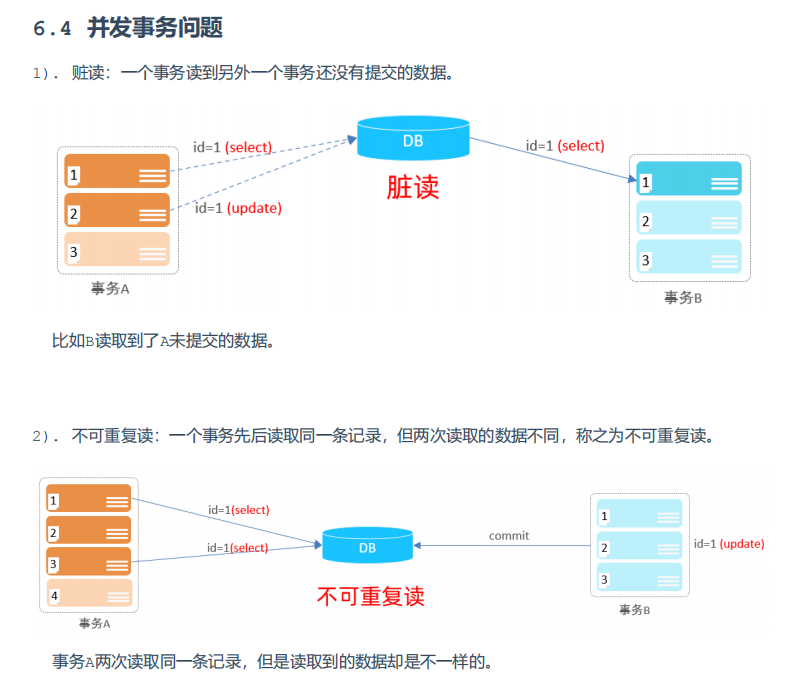 6.4 并发事务问题
1). 赃读：一个事务读到另外一个事务还没有提交的数据。
id=1 (select)
DB
id=1 (select)
1
2
3
id=1 (update)
脏读
1
2
3
事务A
事务B
比如B读取到了A未提交的数据。
2). 不可重复读：一个事务先后读取同一条记录，但两次读取的数据不同，称之为不可重复读。
1
2
3
4
id=1(select)
id=1(select)
DB
commit
1
2
3
id=1 (update)
不可重复读
事务A
事务B
事务A两次读取同一条记录，但是读取到的数据却是不一样的。